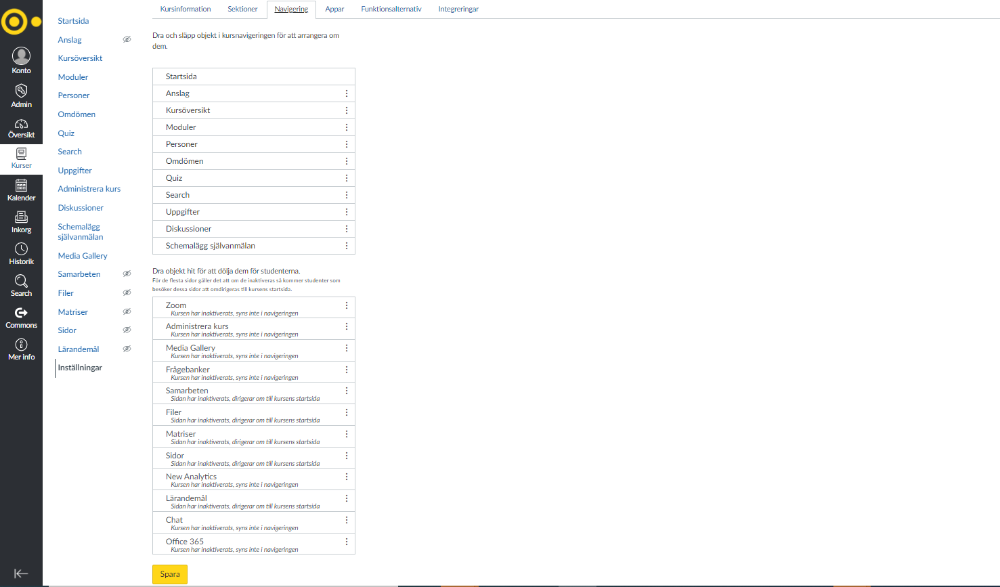 Konto
Admin
Översikt
Kurser
Kalender
Inkorg
Historik
Search
Commons
Mer info
Startsida
Anslag
Kursöversikt
Moduler
Personer
Omdömen
Quiz
Search
Uppgifter
Administrera kurs
Diskussioner
Schemalägg
självanmälan
Media Gallery
Samarbeten
Filer
Matriser
Sidor
Lärandemål
Inställningar
Kursinformation Sektioner Navigering Appar Funktionsalternativ Integreringar
Dra och släpp objekt i kursnavigeringen för att arrangera om
dem.
Startsida
Anslag
Kursöversikt
Moduler
Personer
Omdömen
Quiz
Search
Uppgifter
Diskussioner
Schemalägg självanmälan
Dra objekt hit för att dölja dem för studenterna.
För de flesta sidor gäller det att om de inaktiveras så kommer studenter som
besöker dessa sidor att omdirigeras till kursens startsida.
Zoom
Kursen har inaktiverats, syns inte i navigeringen
Administrera kurs
Kursen har inaktiverats, syns inte i navigeringen
Media Gallery
Kursen har inaktiverats, syns inte i navigeringen
Frågebanker
Kursen har inaktiverats, syns inte i navigeringen
Samarbeten
Sidan har inaktiverats, dirigerar om till kursens startsida
Filer
Sidan har inaktiverats, dirigerar om till kursens startsida
Matriser
Sidan har inaktiverats, dirigerar om till kursens startsida
Sidor
Sidan har inaktiverats, dirigerar om till kursens startsida
New Analytics
Kursen har inaktiverats, syns inte i navigeringen
Lärandemål
Sidan har inaktiverats, dirigerar om till kursens startsida
Chat
Kursen har inaktiverats, syns inte i navigeringen
Office 365
Kursen har inaktiverats, syns inte i navigeringen
Spara